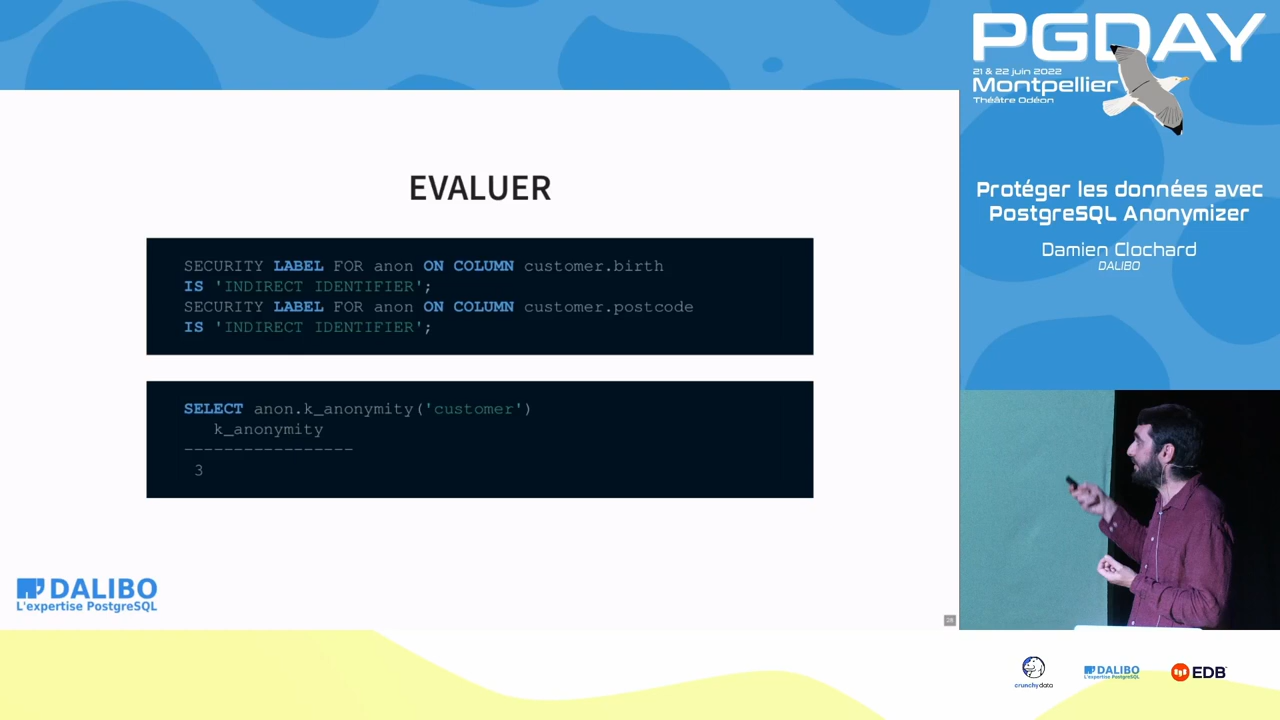 EVALUER
SECURITY LABEL FOR anon ON COLUMN customer.birth
IS 'INDIRECT IDENTIFIER';
SECURITY LABEL FOR anon ON COLUMN customer.postcode
IS 'INDIRECT IDENTIFIER';
SELECT anon.k_anonymity('customer')
k_anonymity
-----------------
3
DALIBO
L'expertise PostgreSQL
PGDAY
21 & 22 juin 2022
Montpellier
Théâtre Odéon
Protéger les données avec
PostgreSQL Anonymizer
Damien Clochard
DALIBO
crunchydata
DALIBO
L'expertise PostgreSQL
EDB